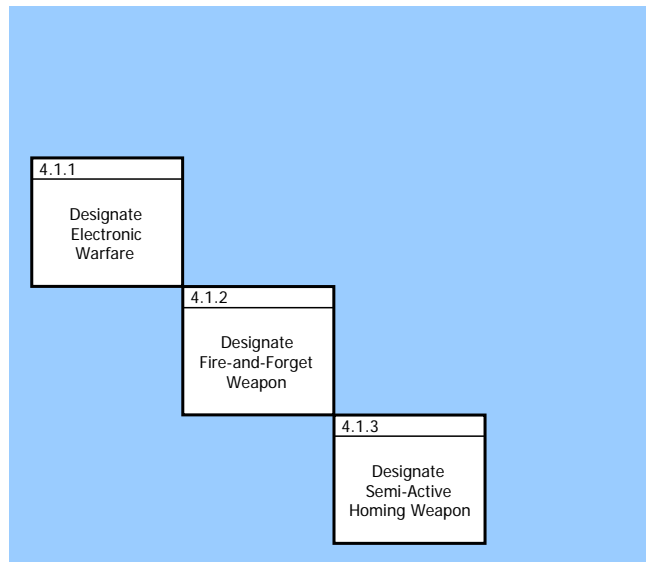 4.1.1
Designate
Electronic
Warfare
4.1.2
Designate
Fire-and-Forget
Weapon
4.1.3
Designate
Semi-Active
Homing Weapon